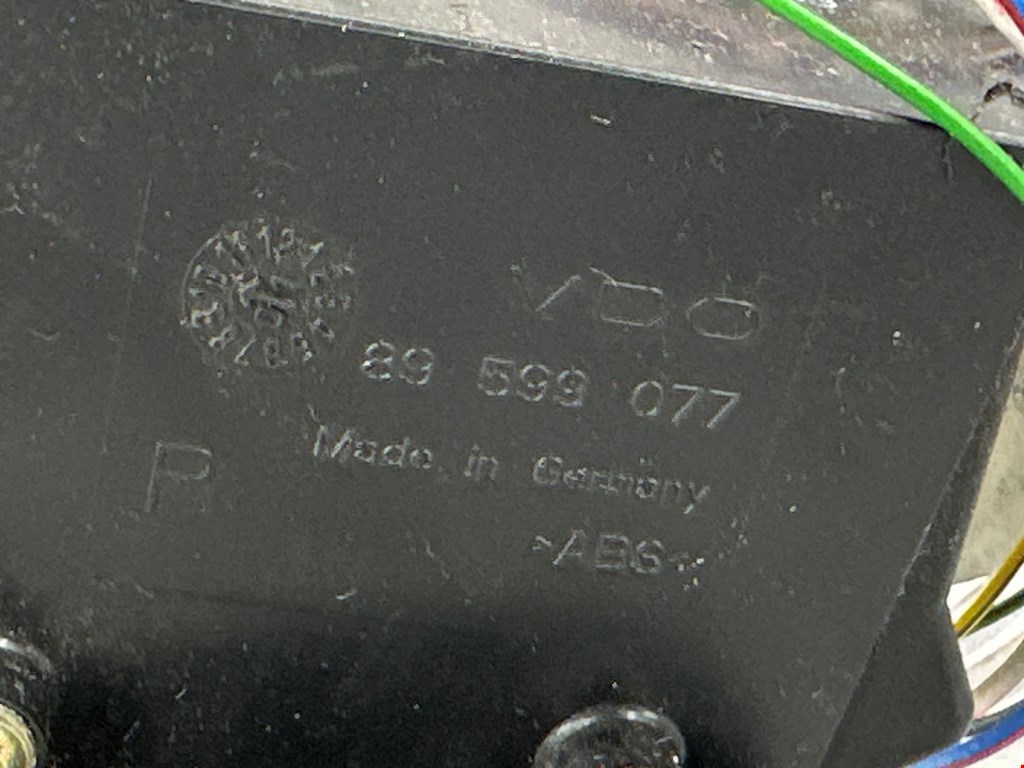 VDO
89 599 077
Made in Germany
R
>ABS<